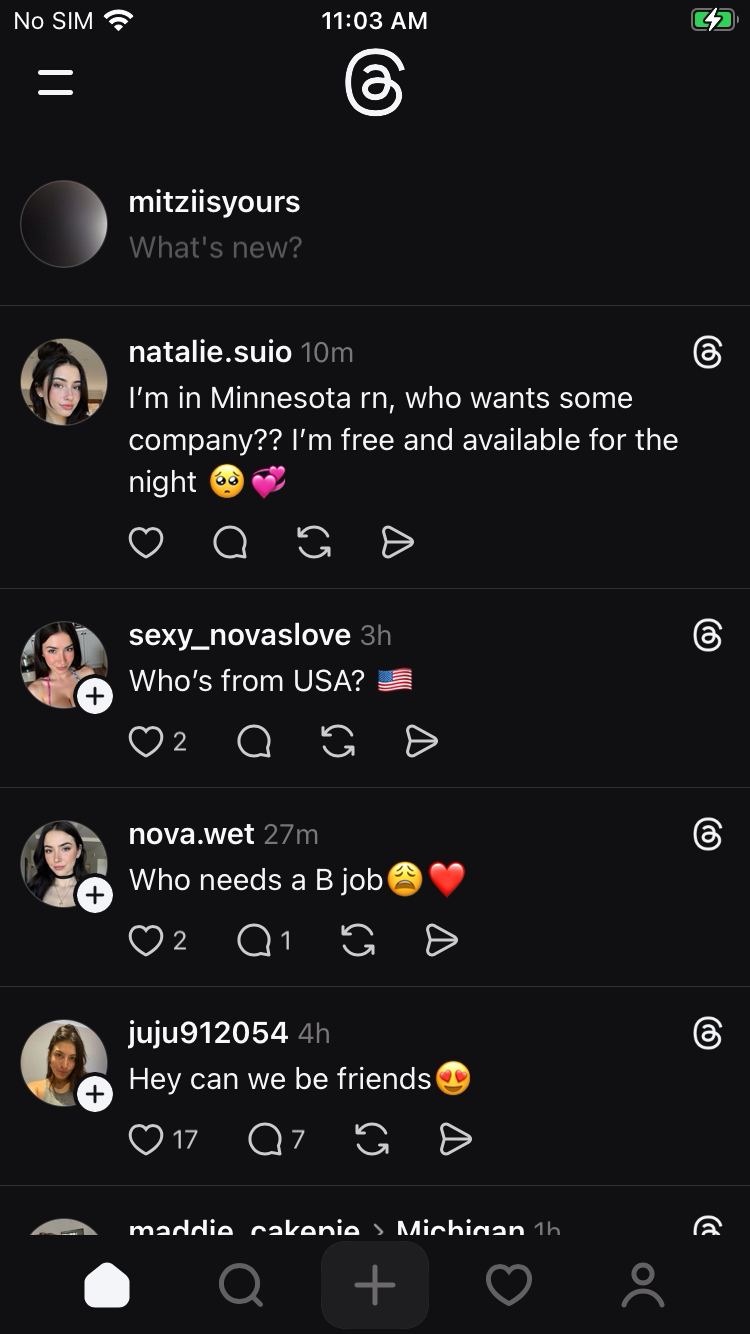 No SIM 11:03 AM
mitziisyours
What's new?
natalie.suio 10m
I’m in Minnesota rn, who wants some
company?? I’m free and available for the
night 🥺💞
sexy_novaslove 3h
Who’s from USA? 🇺🇸
2
nova.wet 27m
Who needs a B job😩❤️
2 1
juju912054 4h
Hey can we be friends😍
17 7
maddie_cakepie > Michigan 1h